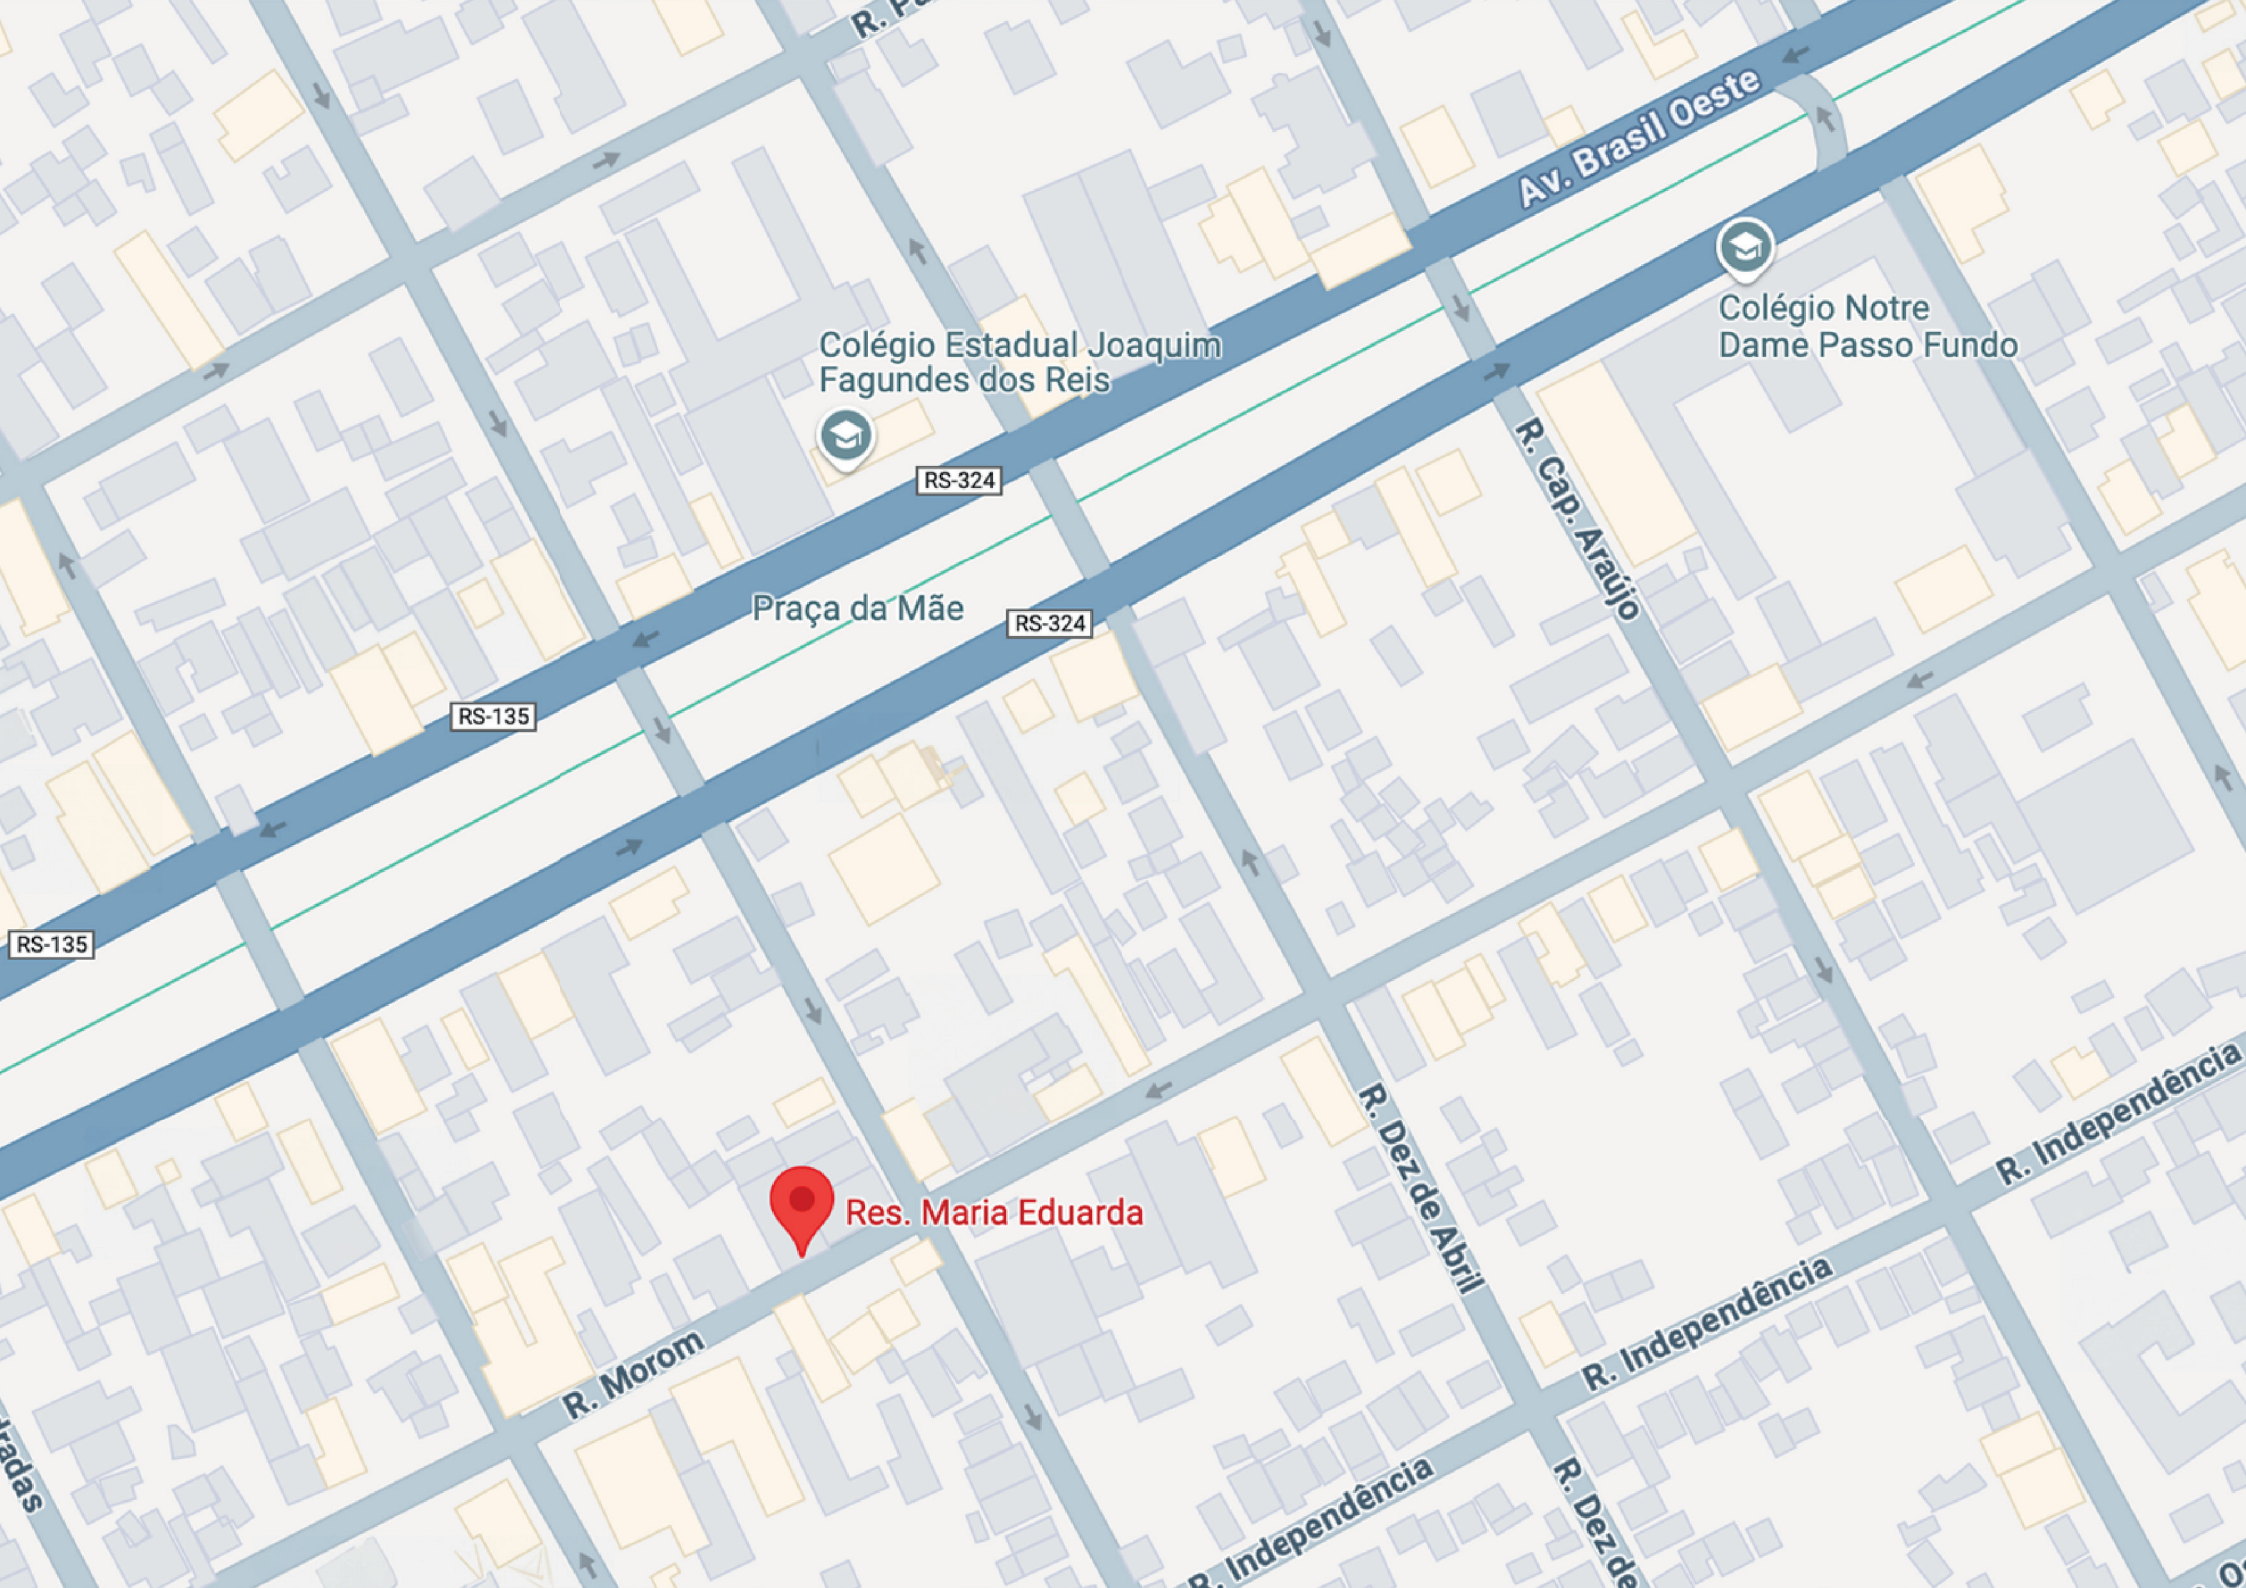 R. Pa
Av. Brasil Oeste
Colégio Notre
Dame Passo Fundo
Colégio Estadual Joaquim
Fagundes dos Reis
RS-324
R. Cap. Araújo
Praça da Mãe
RS-324
RS-135
RS-135
R. Independência
R. Dez de Abril
Res. Maria Eduarda
R. Independência
R. Morom
radas
R. Independência
R. Dez de